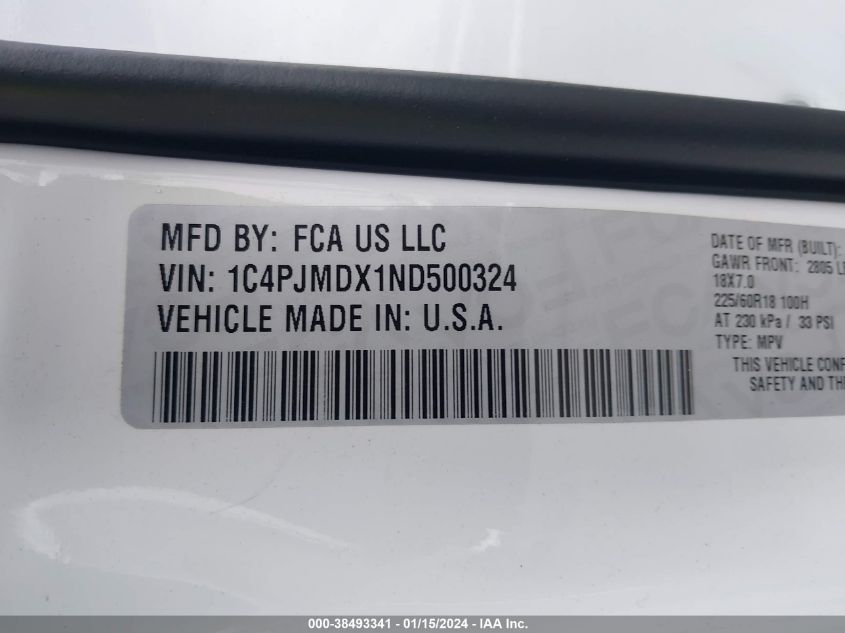 MFD BY: FCA US LLC
VIN: 1C4PJMDX1ND500324
VEHICLE MADE IN: U.S.A.
DATE OF MFR (BUILT):
GAWR FRONT: 2805
18X7.0
225/60R18 100H
AT 230 kPa / 33 PSI
TYPE: MPV
THIS VEHICLE
SAFETY AND
000-38493341 - 01/15/2024 - IAA Inc.